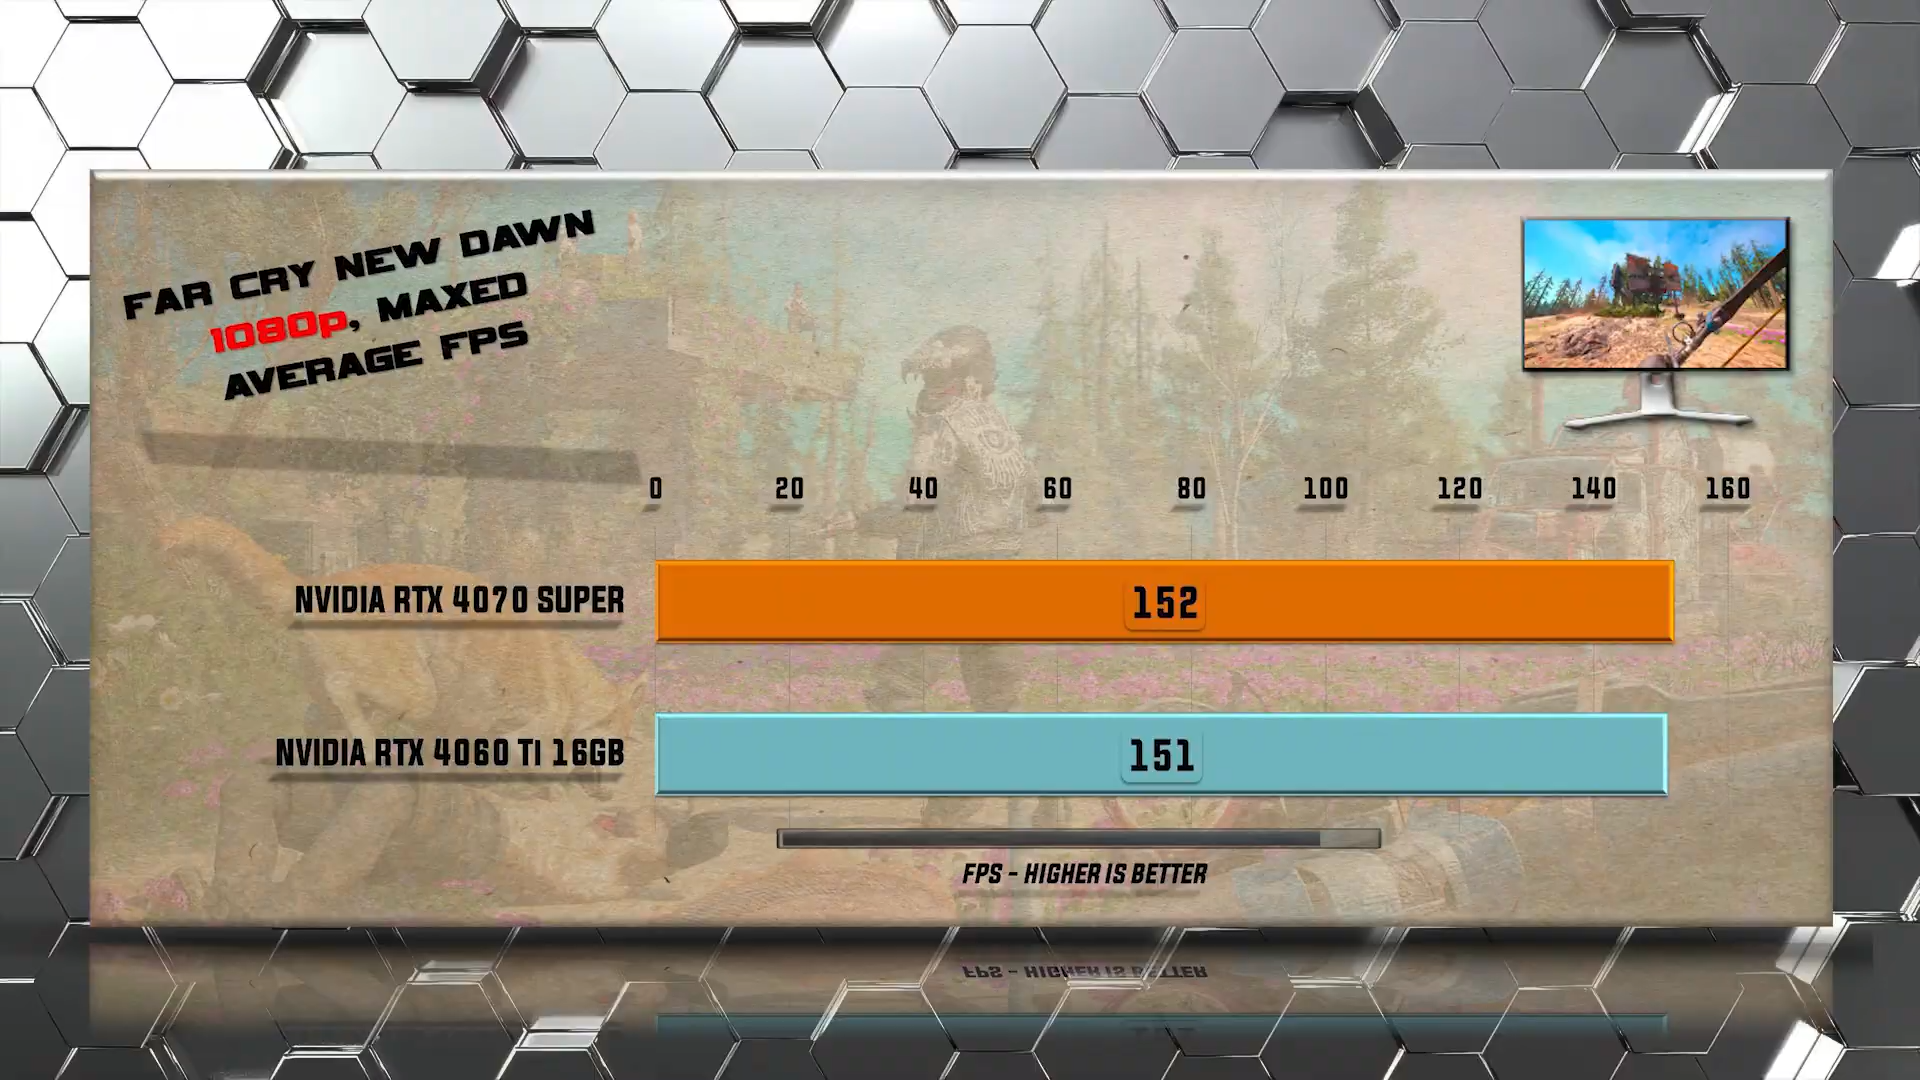 FAR CRY NEW DAWN
1080p, MAXED
AVERAGE FPS
0 20 40 60 80 100 120 140 160
NVIDIA RTX 4070 SUPER
152
NVIDIA RTX 4060 TI 16GB
151
FPS - HIGHER IS BETTER